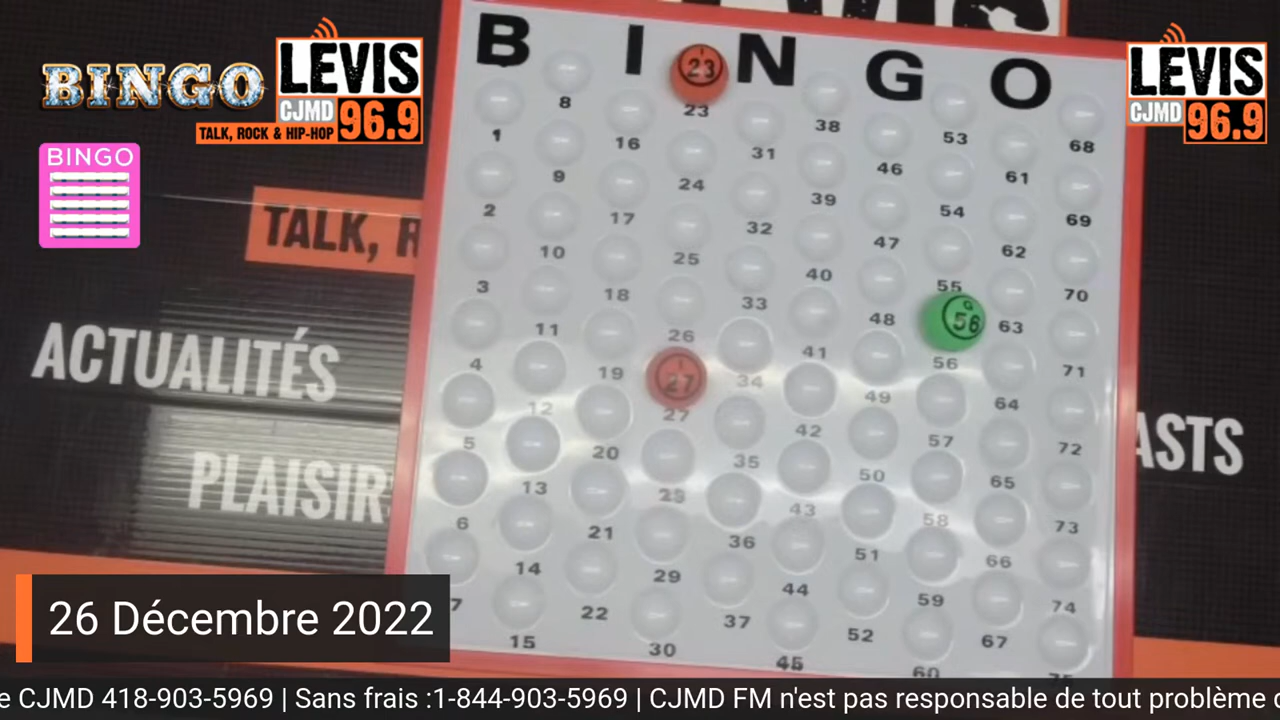 BINGO
LEVIS
CJMD 96.9
TALK, ROCK & HIP-HOP
BINGO
LEVIS
CJMD 96.9
TALK, R
ACTUALITÉS
PLAISIR
ASTS
B I N G O
I 23
G 56
I 27
1 2 3 4 5 6 7
8 9 10 11 12 13 14 15
16 17 18 19 20 21 22
23 24 25 26 27 28 29 30
31 32 33 34 35 36 37
38 39 40 41 42 43 44 45
46 47 48 49 50 51 52
53 54 55 56 57 58 59 60
61 62 63 64 65 66 67
68 69 70 71 72 73 74
26 Décembre 2022
e CJMD 418-903-5969 | Sans frais :1-844-903-5969 | CJMD FM n'est pas responsable de tout problème